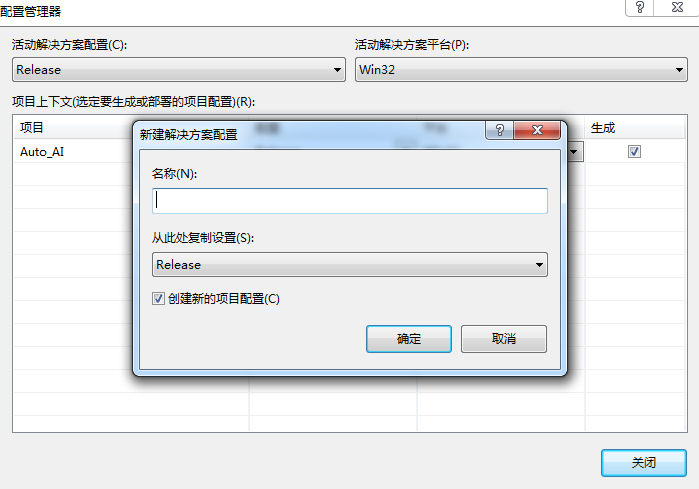 配置管理器
活动解决方案配置(C):
活动解决方案平台(P):
Release
Win32
项目上下文(选定要生成或部署的项目配置)(R):
项目
生成
Auto_AI
新建解决方案配置
名称(N):
从此处复制设置(S):
Release
创建新的项目配置(C)
确定
取消
关闭